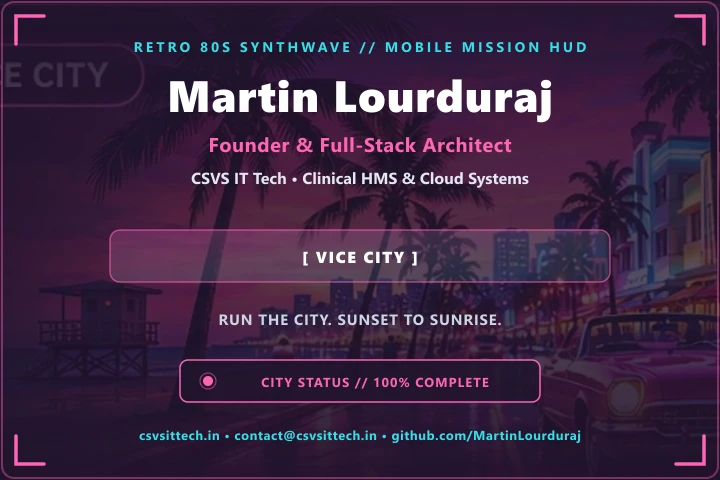 RETRO 80S SYNTHWAVE // MOBILE MISSION HUD
E CITY
Martin Lourduraj
Founder & Full-Stack Architect
CSVS IT Tech • Clinical HMS & Cloud Systems
[ VICE CITY ]
RUN THE CITY. SUNSET TO SUNRISE.
CITY STATUS // 100% COMPLETE
csvsittech.in • contact@csvsittech.in • github.com/MartinLourduraj